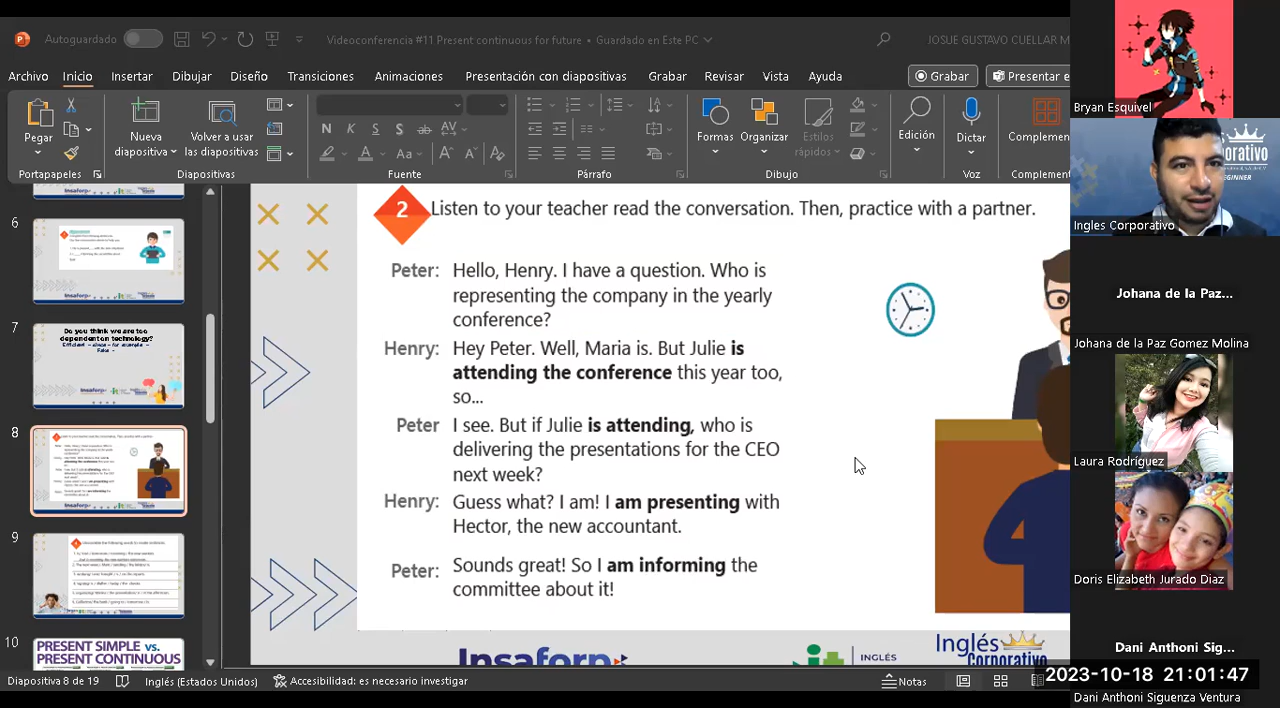 Autoguardado
Videoconferencia #11 Present continuous for future • Guardado en Este PC
JOSUE GUSTAVO CUELLAR M
Archivo Inicio Insertar Dibujar Diseño Transiciones Animaciones Presentación con diapositivas Grabar Revisar Vista Ayuda
Grabar
Presentar e
Pegar
Nueva diapositiva
Volver a usar las diapositivas
N K S S ab AV
A Aa A A A
Formas
Organizar
Estilos rápidos
Edición
Dictar
Complemen
Portapapeles Diapositivas Fuente Párrafo Dibujo Voz Complement
6
7
Do you think we are too
dependent on technology?
8
9
10
PRESENT SIMPLE vs.
PRESENT CONTINUOUS
2 Listen to your teacher read the conversation. Then, practice with a partner.
Peter: Hello, Henry. I have a question. Who is
representing the company in the yearly
conference?
Henry: Hey Peter. Well, Maria is. But Julie is
attending the conference this year too,
so...
Peter I see. But if Julie is attending, who is
delivering the presentations for the CEO
next week?
Henry: Guess what? I am! I am presenting with
Hector, the new accountant.
Peter: Sounds great! So I am informing the
committee about it!
Insaforp
INGLÉS
Inglés
Corporativo
Diapositiva 8 de 19
Inglés (Estados Unidos)
Accesibilidad: es necesario investigar
Notas
Bryan Esquivel
Ingles Corporativo
Johana de la Paz...
Johana de la Paz Gomez Molina
Laura Rodríguez
Doris Elizabeth Jurado Diaz
Dani Anthoni Sig...
2023-10-18 21:01:47
Dani Anthoni Siguenza Ventura